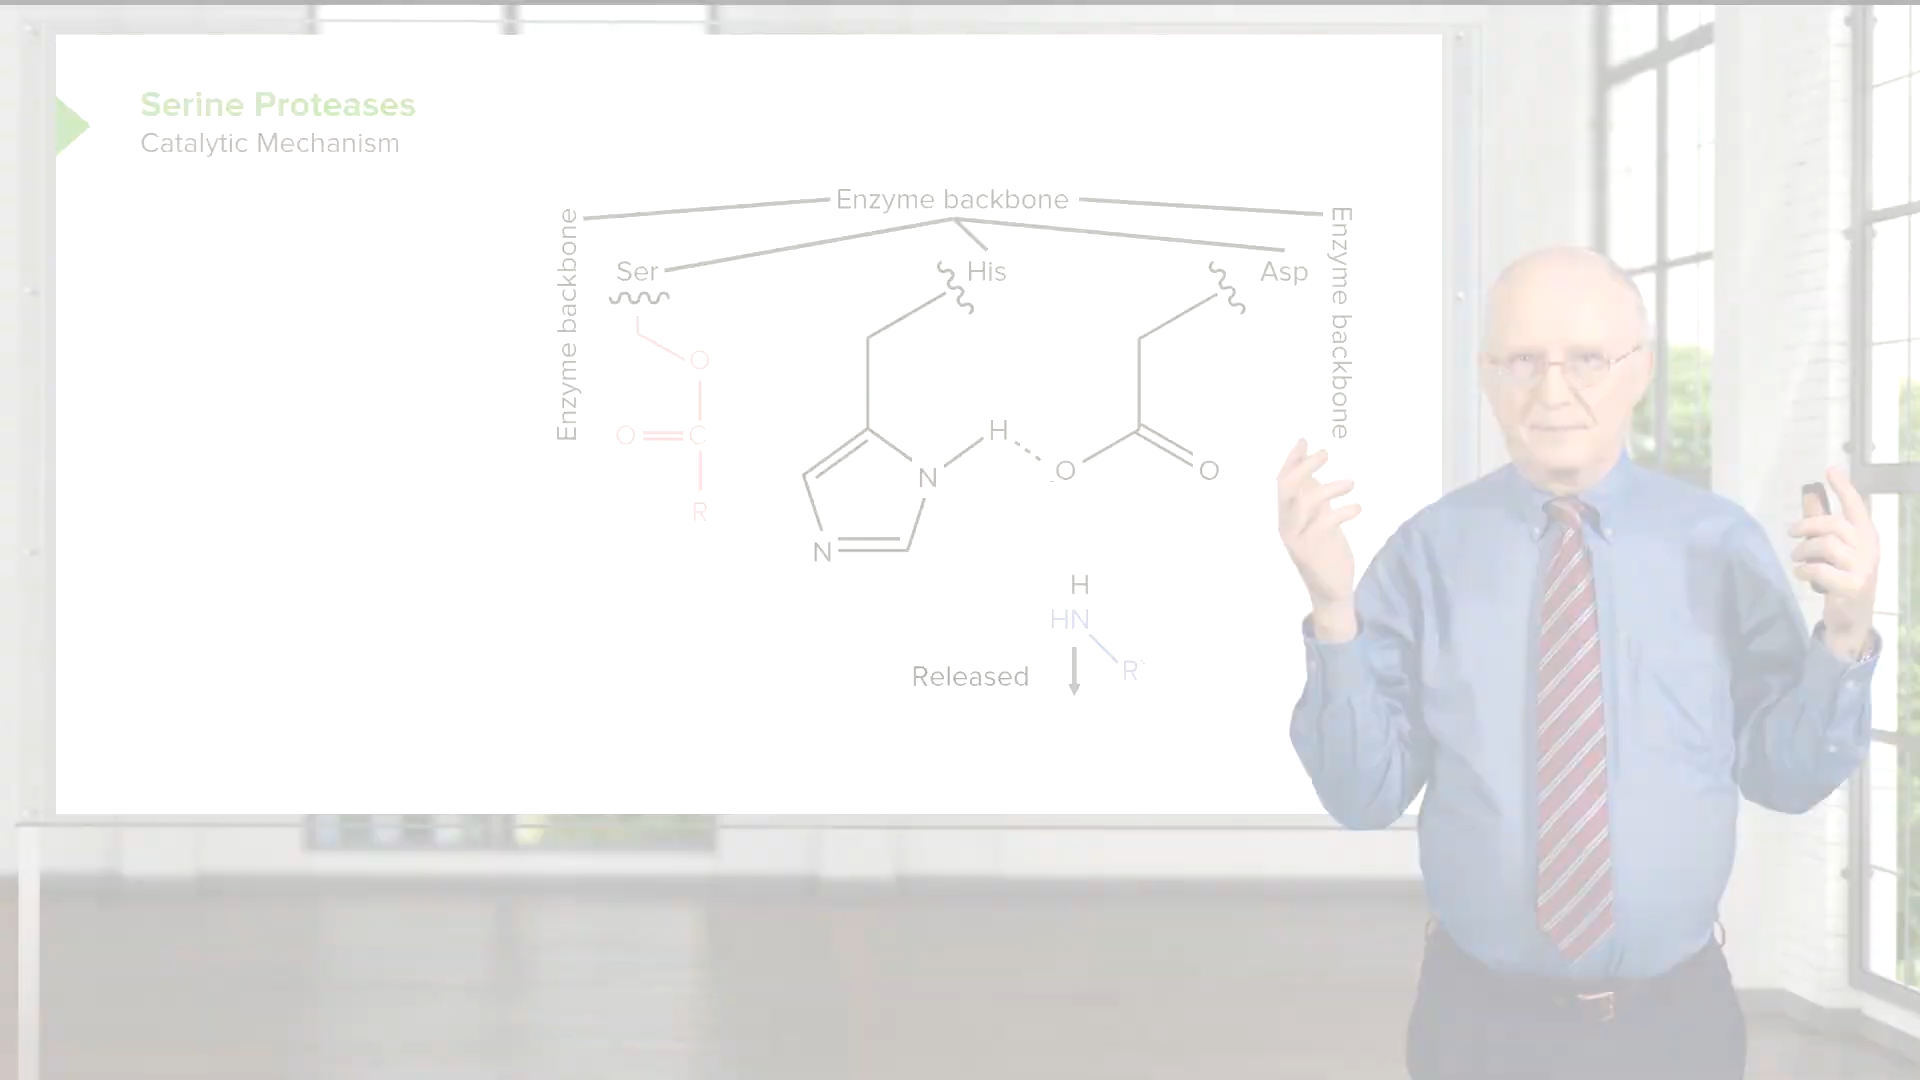 Serine Proteases
Catalytic Mechanism
Enzyme backbone
Enzyme backbone
Enzyme backbone
Ser
His
Asp
O
O
C
R
H
N
N
-
O
O
H
HN
R`
Released